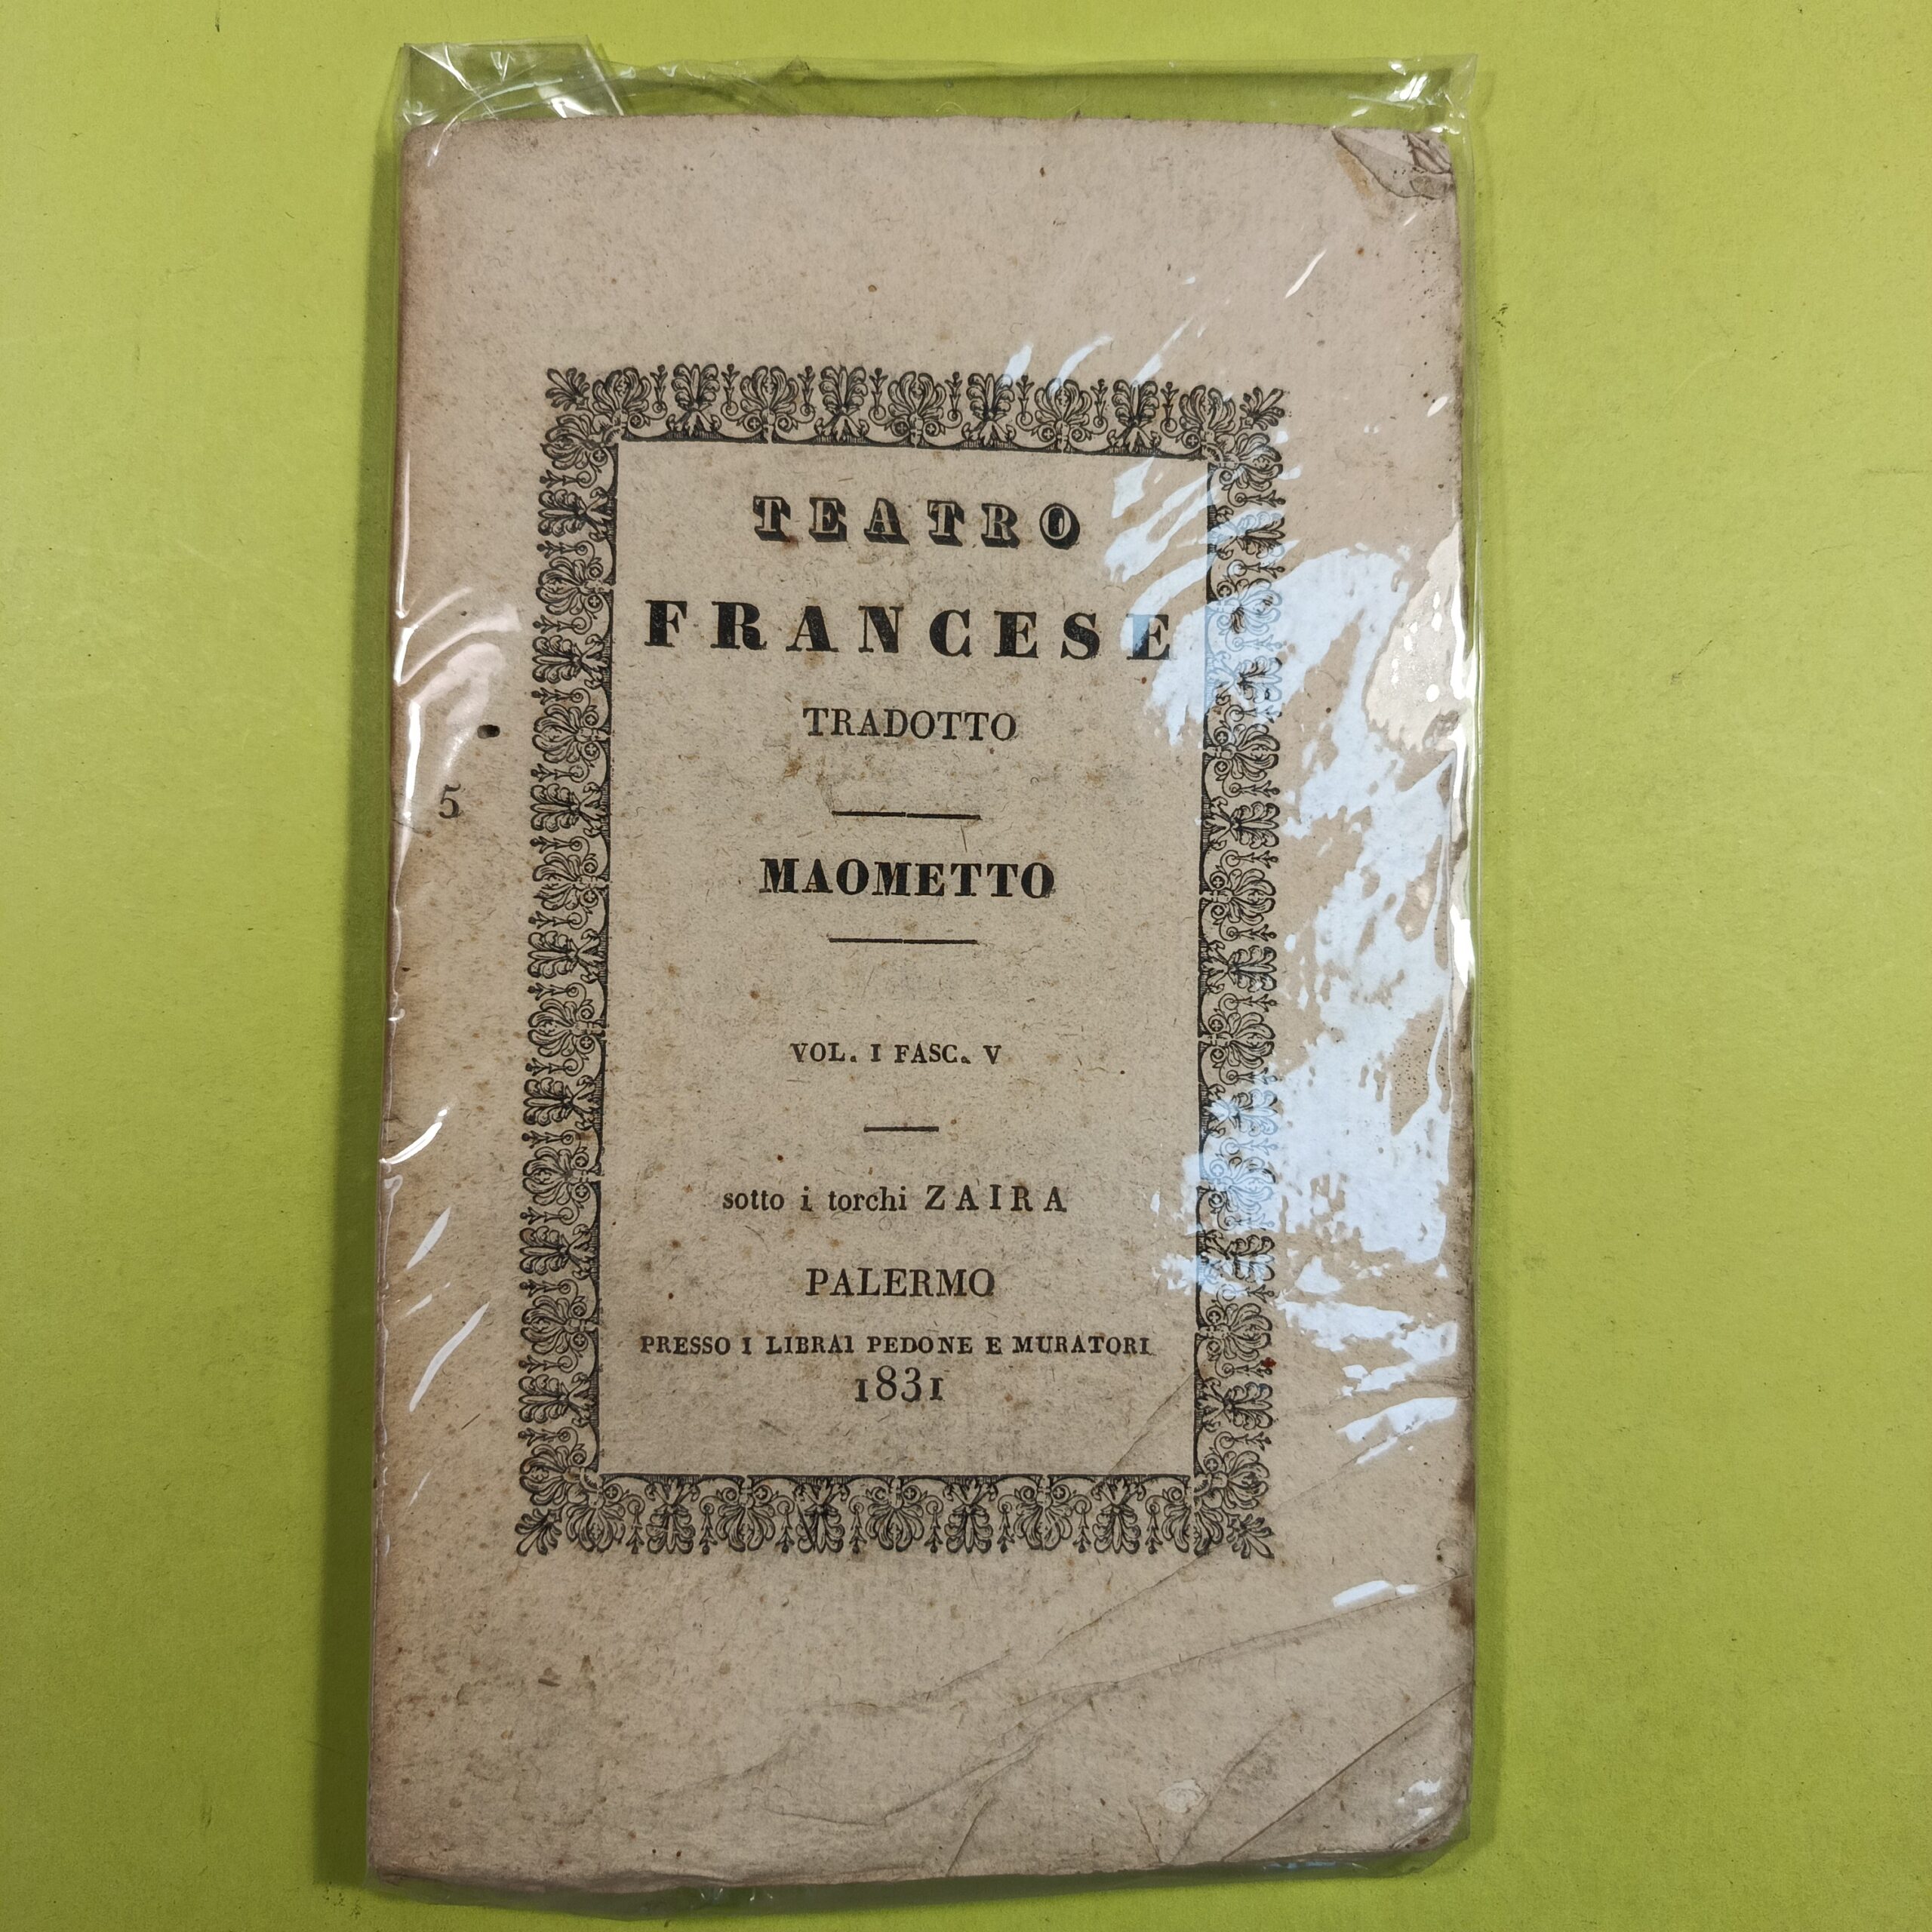 TEATRO
FRANCESE
TRADOTTO
5
MAOMETTO
VOL. I FASC. V
sotto i torchi ZAIRA
PALERMO
PRESSO I LIBRAI PEDONE E MURATORI
1831